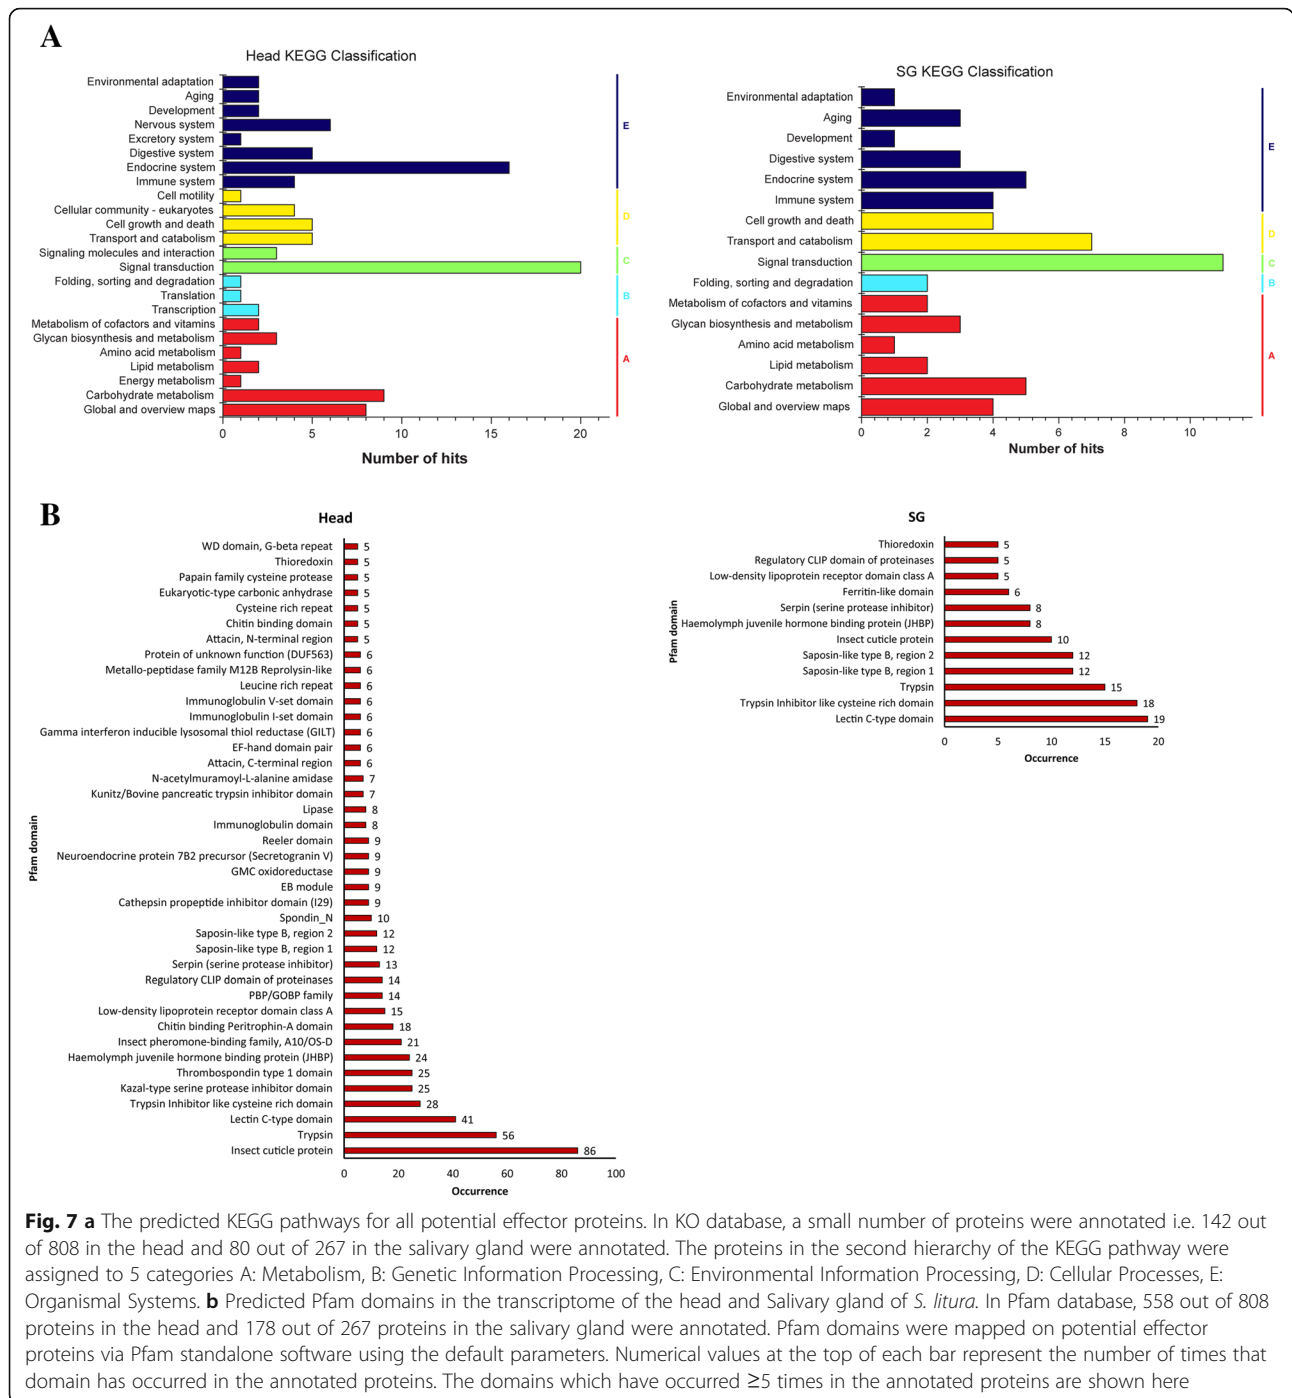 A
Head KEGG Classification
Environmental adaptation
Aging
Development
Nervous system
Excretory system
Digestive system
Endocrine system
Immune system
Cell motility
Cellular community - eukaryotes
Cell growth and death
Transport and catabolism
Signaling molecules and interaction
Signal transduction
Folding, sorting and degradation
Translation
Transcription
Metabolism of cofactors and vitamins
Glycan biosynthesis and metabolism
Amino acid metabolism
Lipid metabolism
Energy metabolism
Carbohydrate metabolism
Global and overview maps
E
D
C
B
A
0 5 10 15 20
Number of hits
SG KEGG Classification
Environmental adaptation
Aging
Development
Digestive system
Endocrine system
Immune system
Cell growth and death
Transport and catabolism
Signal transduction
Folding, sorting and degradation
Metabolism of cofactors and vitamins
Glycan biosynthesis and metabolism
Amino acid metabolism
Lipid metabolism
Carbohydrate metabolism
Global and overview maps
E
D
C
B
A
0 2 4 6 8 10
Number of hits
B
Head
Pfam domain
WD domain, G-beta repeat 5
Thioredoxin 5
Papain family cysteine protease 5
Eukaryotic-type carbonic anhydrase 5
Cysteine rich repeat 5
Chitin binding domain 5
Attacin, N-terminal region 5
Protein of unknown function (DUF563) 6
Metallo-peptidase family M12B Reprolysin-like 6
Leucine rich repeat 6
Immunoglobulin V-set domain 6
Immunoglobulin I-set domain 6
Gamma interferon inducible lysosomal thiol reductase (GILT) 6
EF-hand domain pair 6
Attacin, C-terminal region 6
N-acetylmuramoyl-L-alanine amidase 7
Kunitz/Bovine pancreatic trypsin inhibitor domain 7
Lipase 8
Immunoglobulin domain 8
Reeler domain 9
Neuroendocrine protein 7B2 precursor (Secretogranin V) 9
GMC oxidoreductase 9
EB module 9
Cathepsin propeptide inhibitor domain (I29) 9
Spondin_N 10
Saposin-like type B, region 2 12
Saposin-like type B, region 1 12
Serpin (serine protease inhibitor) 13
Regulatory CLIP domain of proteinases 14
PBP/GOBP family 14
Low-density lipoprotein receptor domain class A 15
Chitin binding Peritrophin-A domain 18
Insect pheromone-binding family, A10/OS-D 21
Haemolymph juvenile hormone binding protein (JHBP) 24
Thrombospondin type 1 domain 25
Kazal-type serine protease inhibitor domain 25
Trypsin Inhibitor like cysteine rich domain 28
Lectin C-type domain 41
Trypsin 56
Insect cuticle protein 86
0 20 40 60 80 100
Occurrence
SG
Pfam domain
Thioredoxin 5
Regulatory CLIP domain of proteinases 5
Low-density lipoprotein receptor domain class A 5
Ferritin-like domain 6
Serpin (serine protease inhibitor) 8
Haemolymph juvenile hormone binding protein (JHBP) 8
Insect cuticle protein 10
Saposin-like type B, region 2 12
Saposin-like type B, region 1 12
Trypsin 15
Trypsin Inhibitor like cysteine rich domain 18
Lectin C-type domain 19
0 5 10 15 20
Occurrence
Fig. 7 a The predicted KEGG pathways for all potential effector proteins. In KO database, a small number of proteins were annotated i.e. 142 out
of 808 in the head and 80 out of 267 in the salivary gland were annotated. The proteins in the second hierarchy of the KEGG pathway were
assigned to 5 categories A: Metabolism, B: Genetic Information Processing, C: Environmental Information Processing, D: Cellular Processes, E:
Organismal Systems. b Predicted Pfam domains in the transcriptome of the head and Salivary gland of S. litura. In Pfam database, 558 out of 808
proteins in the head and 178 out of 267 proteins in the salivary gland were annotated. Pfam domains were mapped on potential effector
proteins via Pfam standalone software using the default parameters. Numerical values at the top of each bar represent the number of times that
domain has occurred in the annotated proteins. The domains which have occurred ≥5 times in the annotated proteins are shown here